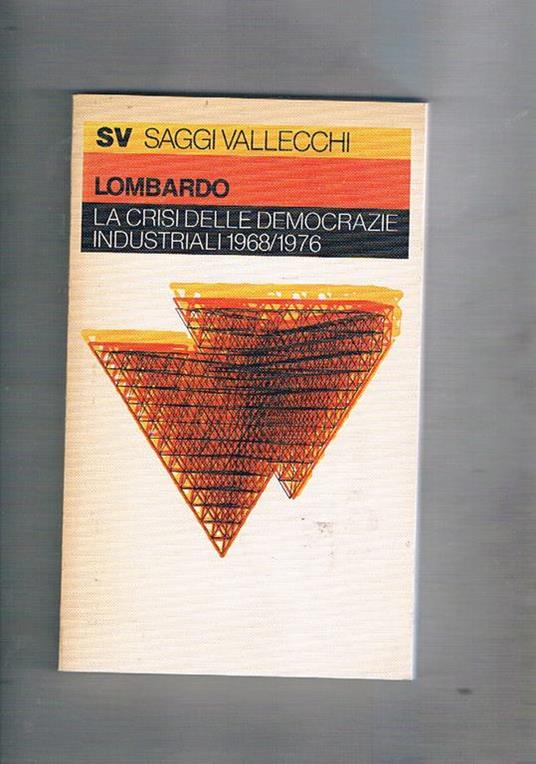 SV SAGGI VALLECCHI
LOMBARDO
LA CRISI DELLE DEMOCRAZIE
INDUSTRIALI 1968/1976